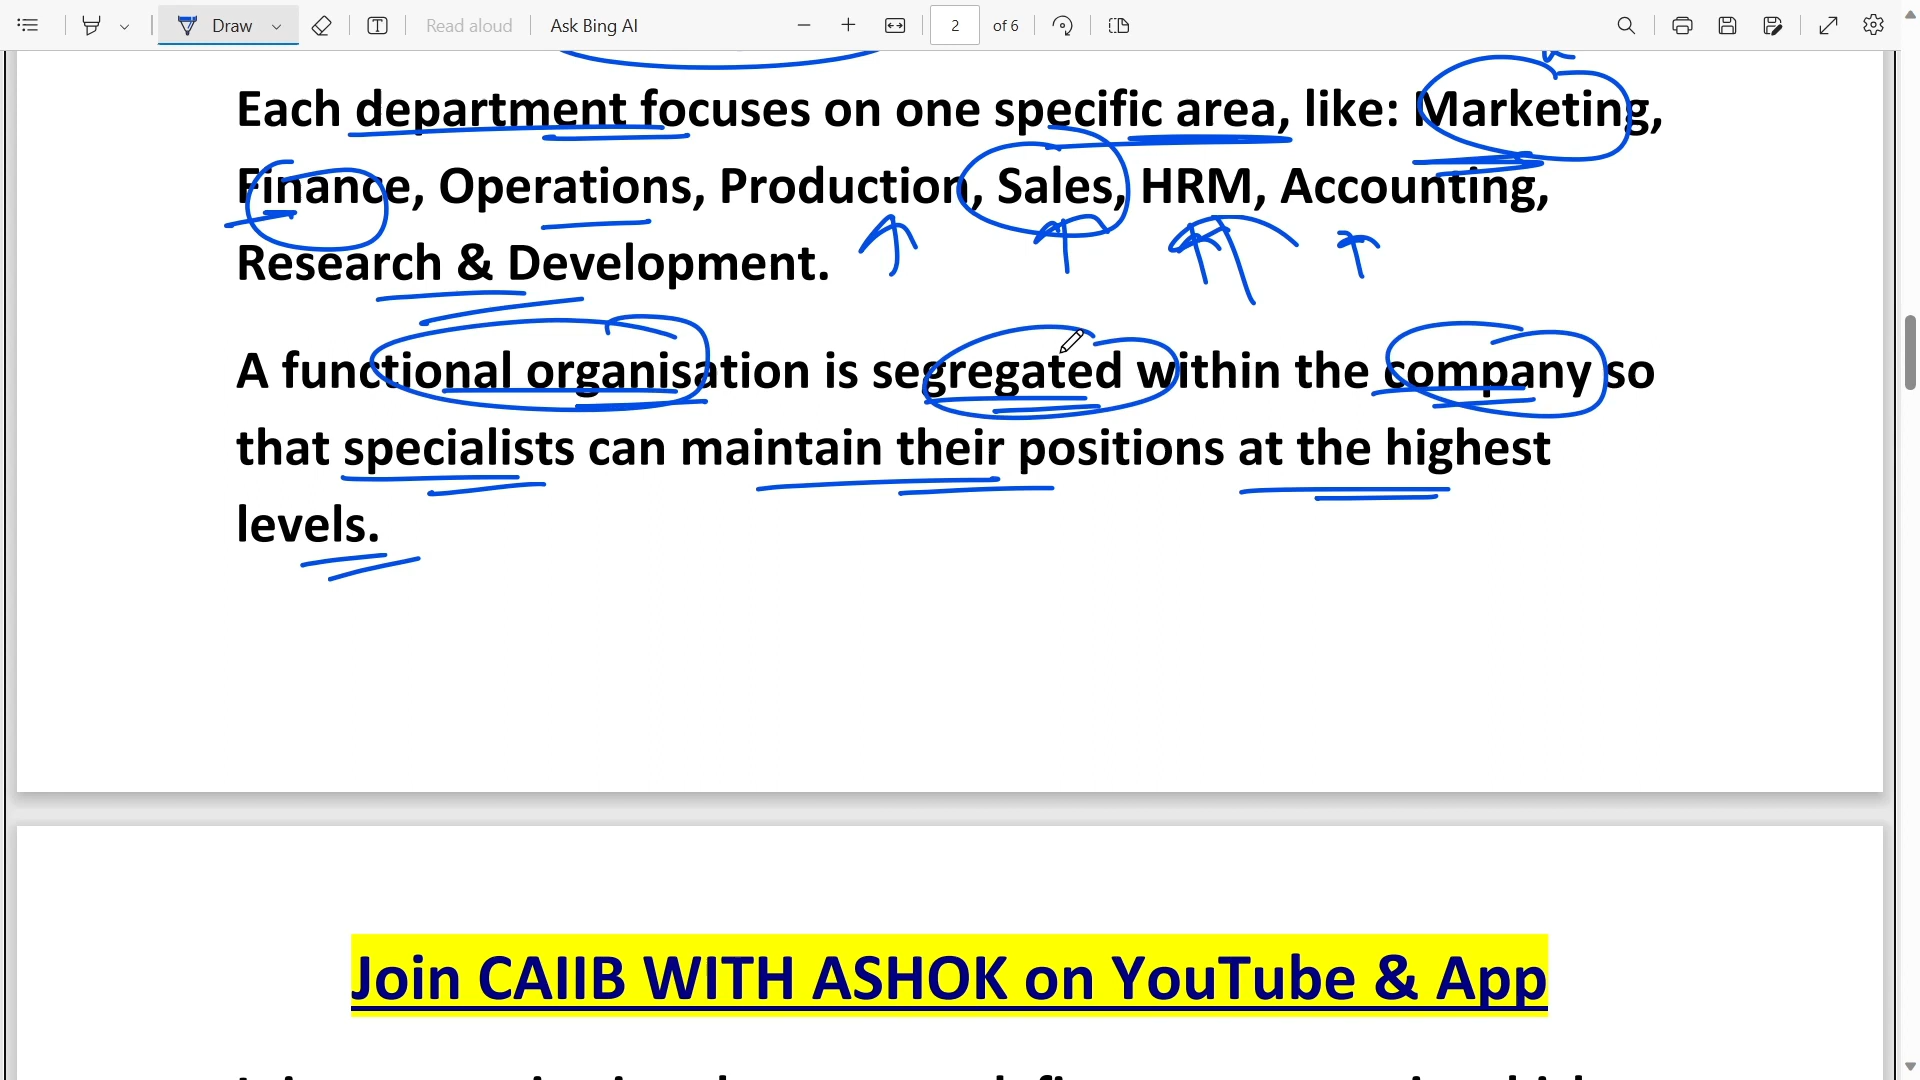 Draw
Read aloud
Ask Bing AI
2
of 6
Each department focuses on one specific area, like: Marketing,
Finance, Operations, Production, Sales, HRM, Accounting,
Research & Development.
A functional organisation is segregated within the company so
that specialists can maintain their positions at the highest
levels.
Join CAIIB WITH ASHOK on YouTube & App